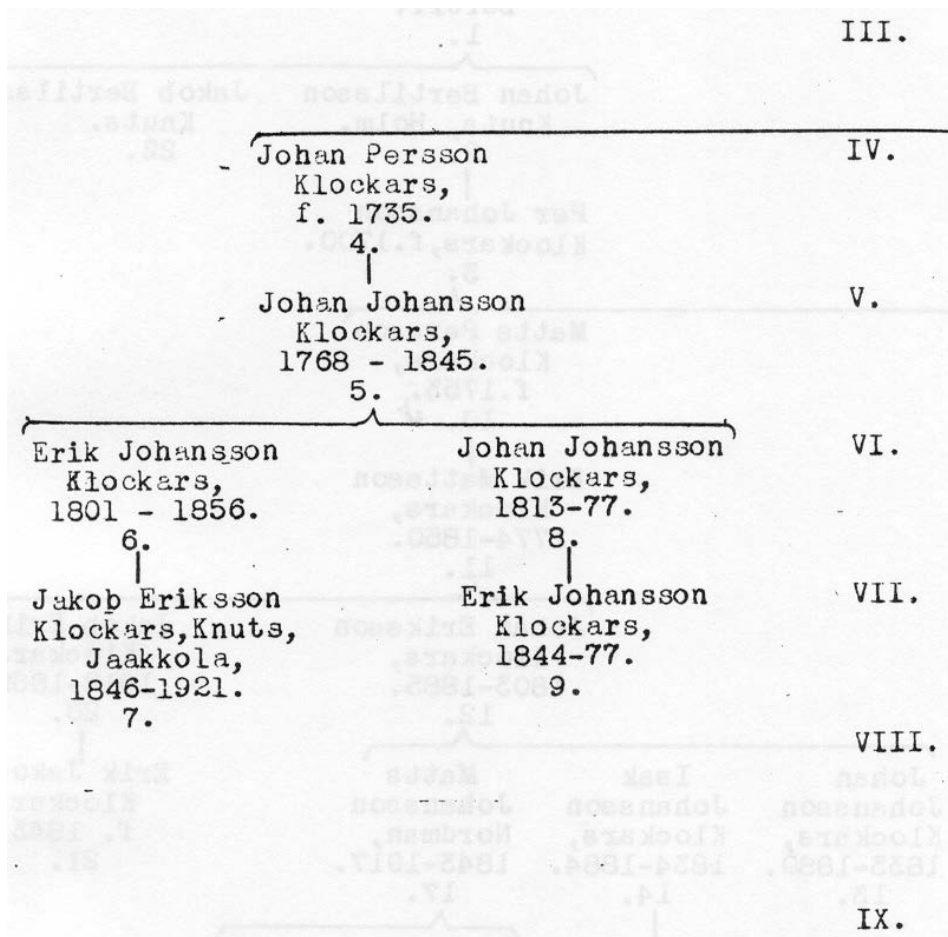 III.
Johan Persson IV.
Klockars,
f. 1735.
4.
Johan Johansson V.
Klockars,
1768 - 1845.
5.
Erik Johansson Johan Johansson VI.
Klockars, Klockars,
1801 - 1856. 1813-77.
6. 8.
Jakob Eriksson Erik Johansson VII.
Klockars,Knuts, Klockars,
Jaakkola, 1844-77.
1846-1921. 9.
7.
VIII.
IX.